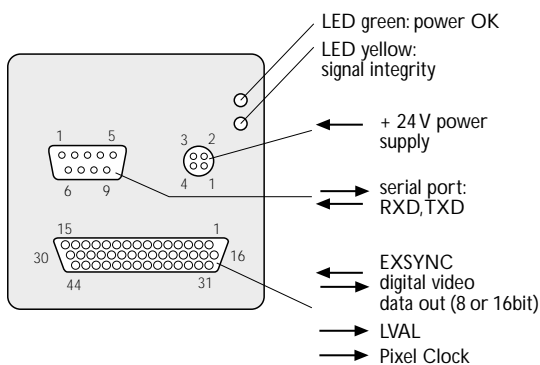 LED green: power OK
LED yellow:
signal integrity
1 5
3 2
+ 24 V power
supply
6 9
4 1
serial port:
RXD, TXD
15 1
30 16
44 31
EXSYNC
digital video
data out (8 or 16bit)
LVAL
Pixel Clock